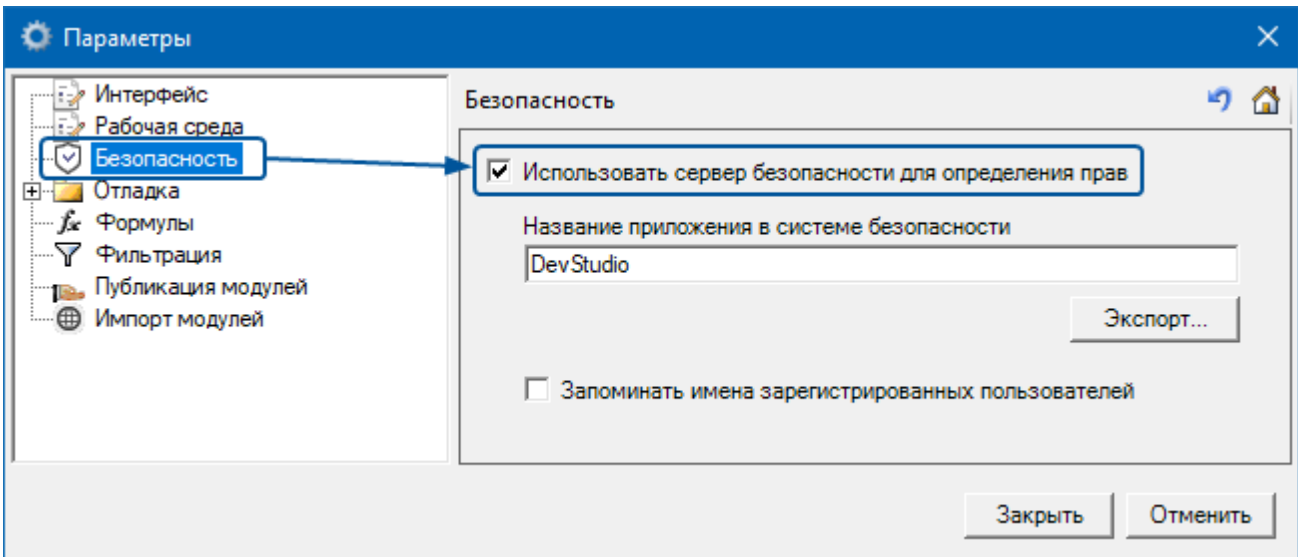 Параметры
Интерфейс
Рабочая среда
Безопасность
Отладка
Формулы
Фильтрация
Публикация модулей
Импорт модулей
Безопасность
Использовать сервер безопасности для определения прав
Название приложения в системе безопасности
DevStudio
Экспорт...
Запоминать имена зарегистрированных пользователей
Закрыть
Отменить